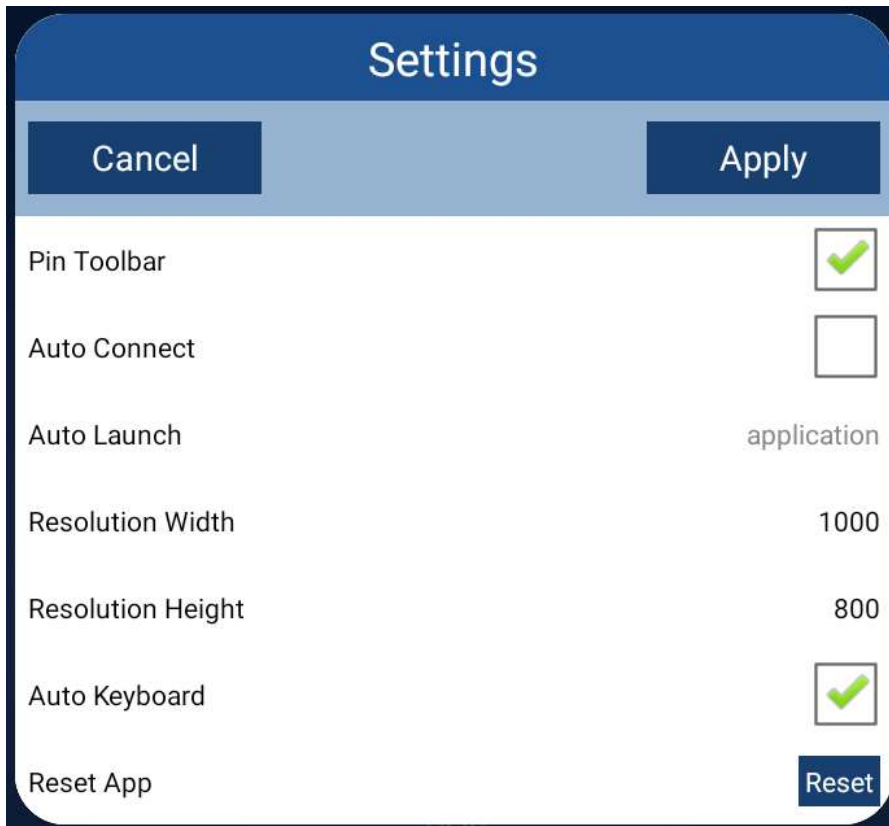 Settings
Cancel Apply
Pin Toolbar
Auto Connect
Auto Launch application
Resolution Width 1000
Resolution Height 800
Auto Keyboard
Reset App Reset